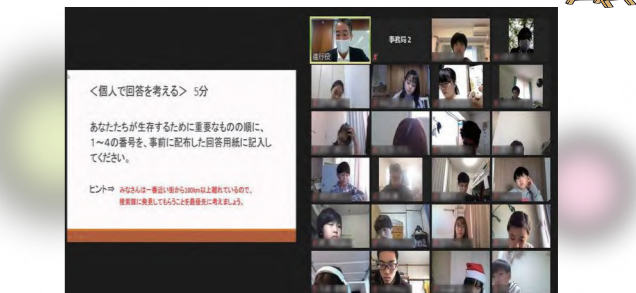 ＜個人で回答を考える＞ 5分
あなたたちが生存するために重要なものの順に、
1～4の番号を、事前に配布した回答用紙に記入し
てください。
ヒント⇒ みなさんは一番近い街から100km以上離れているので、
捜索隊に発見してもらうことを最優先に考えましょう。
進行役
事務局2